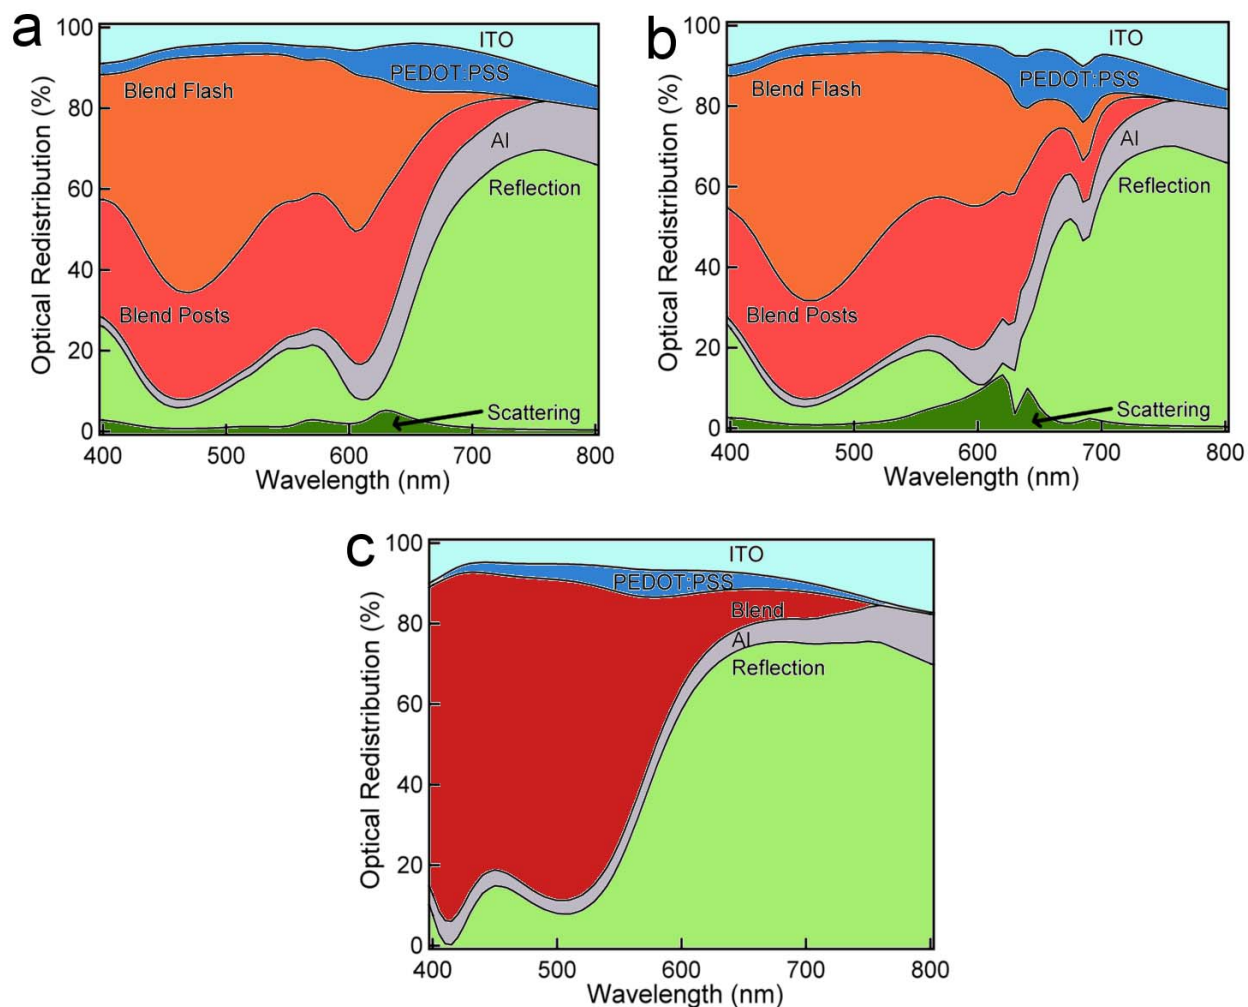 a
100
80
60
40
20
0
Optical Redistribution (%)
ITO
PEDOT:PSS
Blend Flash
Al
Reflection
Blend Posts
Scattering
400 500 600 700 800
Wavelength (nm)
b
100
80
60
40
20
0
Optical Redistribution (%)
ITO
PEDOT:PSS
Blend Flash
Al
Reflection
Blend Posts
Scattering
400 500 600 700 800
Wavelength (nm)
c
100
80
60
40
20
0
Optical Redistribution (%)
ITO
PEDOT:PSS
Blend
Al
Reflection
400 500 600 700 800
Wavelength (nm)